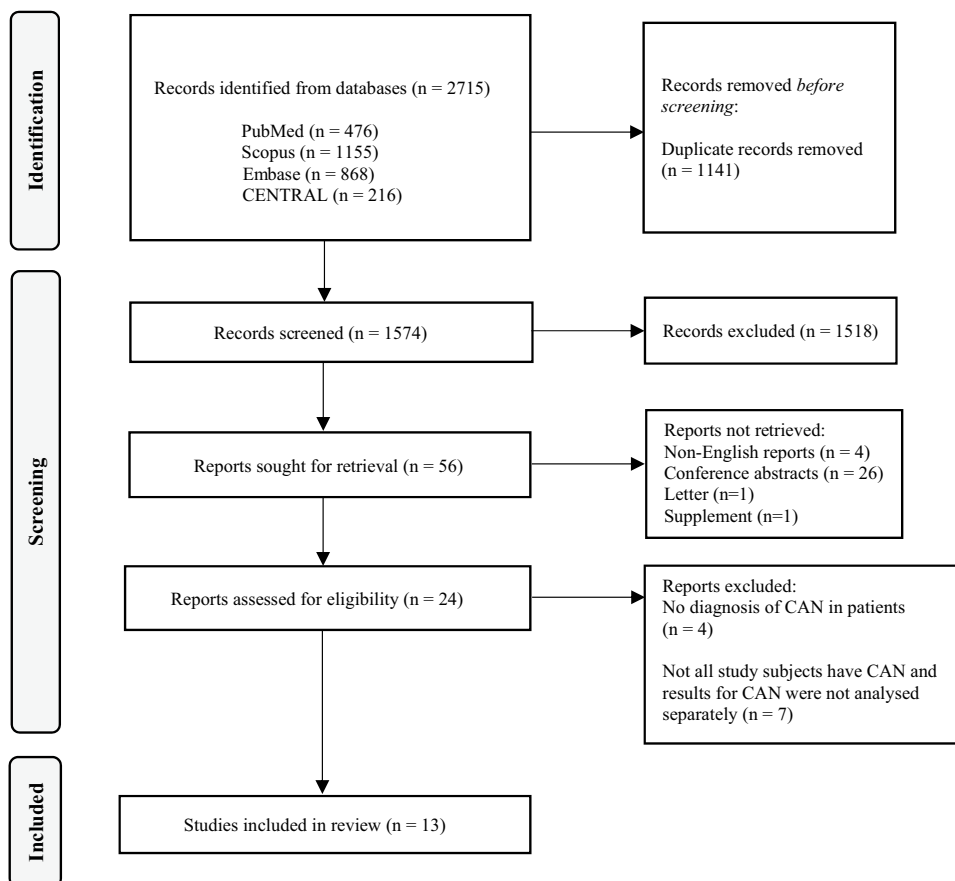 Identification
Records identified from databases (n = 2715)
PubMed (n = 476)
Scopus (n = 1155)
Embase (n = 868)
CENTRAL (n = 216)
Records removed before
screening:
Duplicate records removed
(n = 1141)
Screening
Records screened (n = 1574)
Records excluded (n = 1518)
Reports sought for retrieval (n = 56)
Reports not retrieved:
Non-English reports (n = 4)
Conference abstracts (n = 26)
Letter (n=1)
Supplement (n=1)
Reports assessed for eligibility (n = 24)
Reports excluded:
No diagnosis of CAN in patients
(n = 4)
Not all study subjects have CAN and
results for CAN were not analysed
separately (n = 7)
Included
Studies included in review (n = 13)